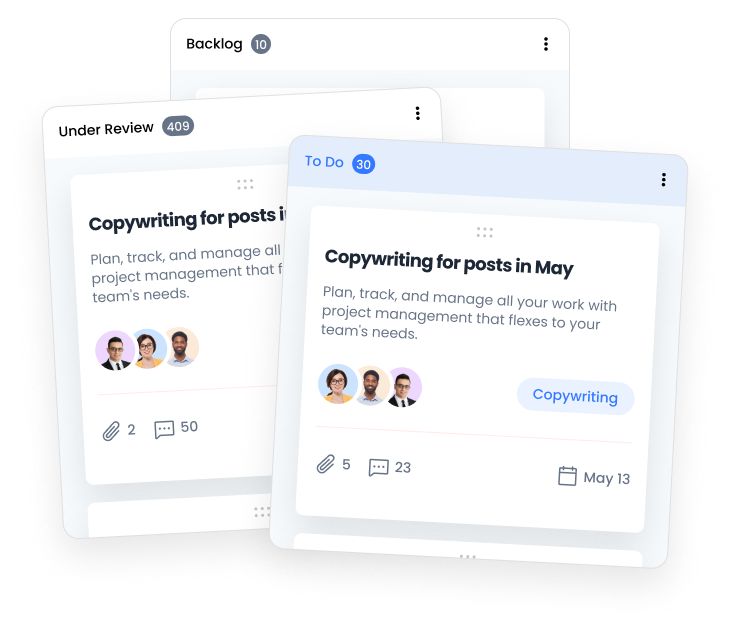 Backlog 10
Under Review 409
Copywriting for posts i
Plan, track, and manage all
project management that f
team's needs.
2 50
To Do 30
Copywriting for posts in May
Plan, track, and manage all your work with
project management that flexes to your
team's needs.
Copywriting
5 23 May 13